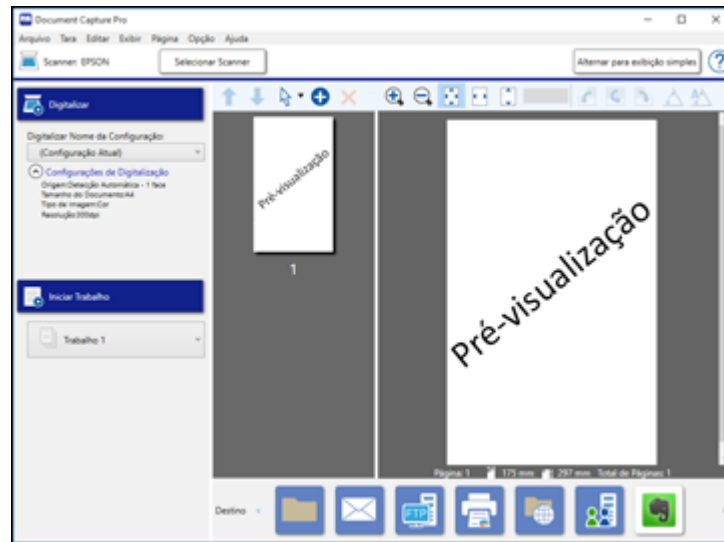 Document Capture Pro
Arquivo Tara Editar Exibir Página Opção Ajuda
Scanner: EPSON
Selecionar Scanner
Alternar para exibição simples
?
Digitalizar
Digitalizar Nome da Configuração:
(Configuração Atual)
Configurações de Digitalização
Origem:Detecção Automática - 1 face
Tamanho do Documento:A4
Tipo de Imagem:Cor
Resolução:200dpi
Iniciar Trabalho
Trabalho 1
Pré-visualização
1
Pré-visualização
Página: 1 175 mm 297 mm Total de Páginas: 1
Destino
FTP